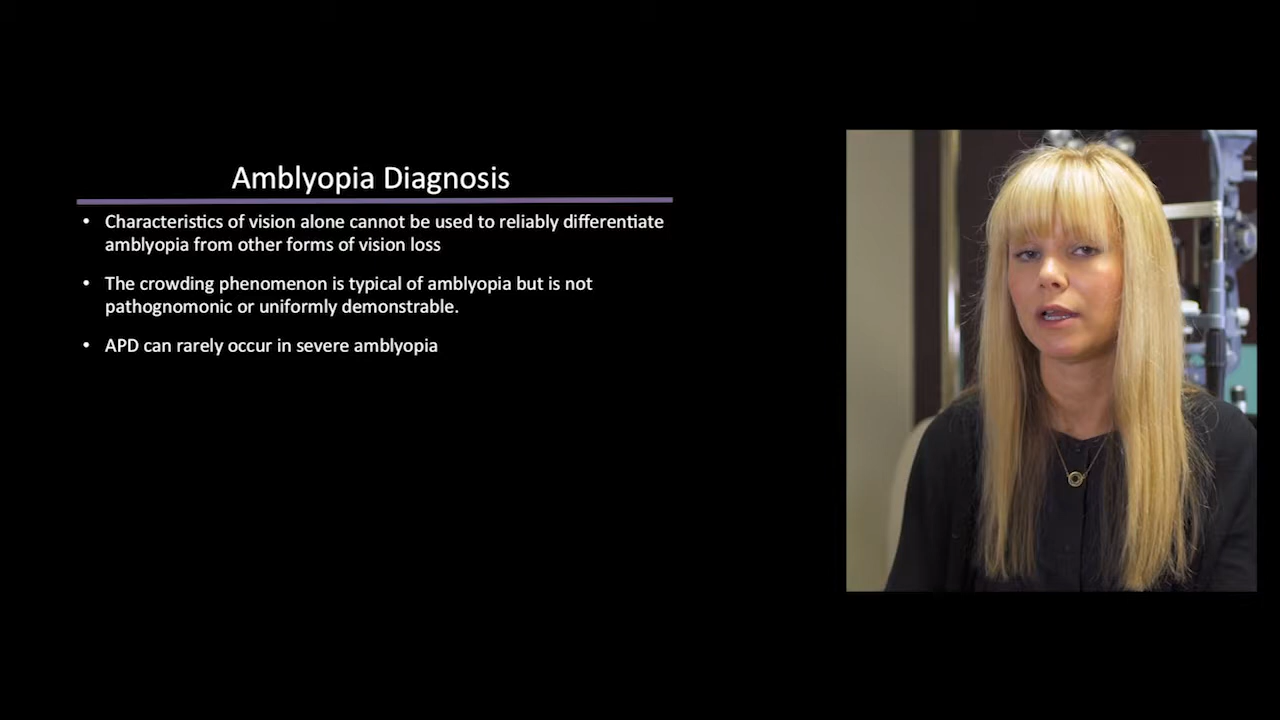 Amblyopia Diagnosis
• Characteristics of vision alone cannot be used to reliably differentiate
amblyopia from other forms of vision loss
• The crowding phenomenon is typical of amblyopia but is not
pathognomonic or uniformly demonstrable.
• APD can rarely occur in severe amblyopia